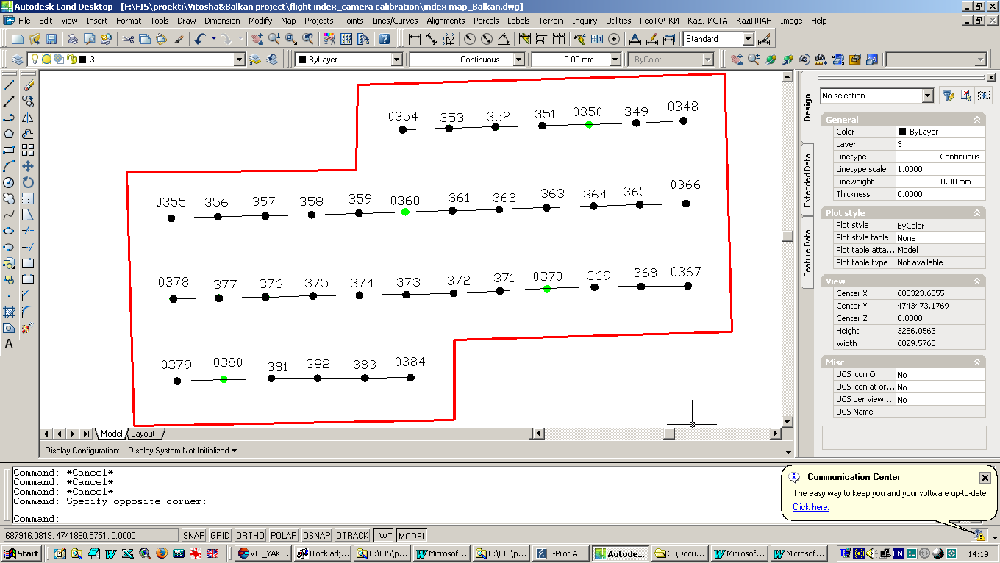 Autodesk Land Desktop - [F:\FIS\proekti\Vitosha&Balkan project\flight index_camera calibration\index map_Balkan.dwg]
File Edit View Insert Format Tools Draw Dimension Modify Map Projects Points Lines/Curves Alignments Parcels Labels Terrain Inquiry Utilities ГеоТОЧКИ КадЛИСТА КадПЛАН Image Help
Standard
3 ByLayer Continuous 0.00 mm ByColor
0354 353 352 351 0350 349 0348
0355 356 357 358 359 0360 361 362 363 364 365 0366
0378 377 376 375 374 373 372 371 0370 369 368 0367
0379 0380 381 382 383 0384
Design
Extended Data
Feature Data
No selection
General
Color ByLayer
Layer 3
Linetype Continuous
Linetype scale 1.0000
Lineweight 0.00 mm
Thickness 0.0000
Plot style
Plot style ByColor
Plot style table None
Plot table atta... Model
Plot table type Not available
View
Center X 685323.6855
Center Y 4743473.1769
Center Z 0.0000
Height 3286.0563
Width 6829.5768
Misc
UCS icon On No
UCS icon at or... No
UCS per view... No
UCS Name
Model Layout1
Display Configuration: Display System Not Initialized
Command: *Cancel*
Command: *Cancel*
Command: *Cancel*
Command: Specify opposite corner:
Command:
Communication Center
The easy way to keep you and your software up-to-date.
Click here.
687916.0819, 4741860.5751, 0.0000 SNAP GRID ORTHO POLAR OSNAP OTRACK LWT MODEL
Start VIT_YAK... Block adj... F:\FIS\p... Microsof... F:\FIS\p... F-Prot A... Autode... C:\Docu... Microsof... Microsof... EN 14:19